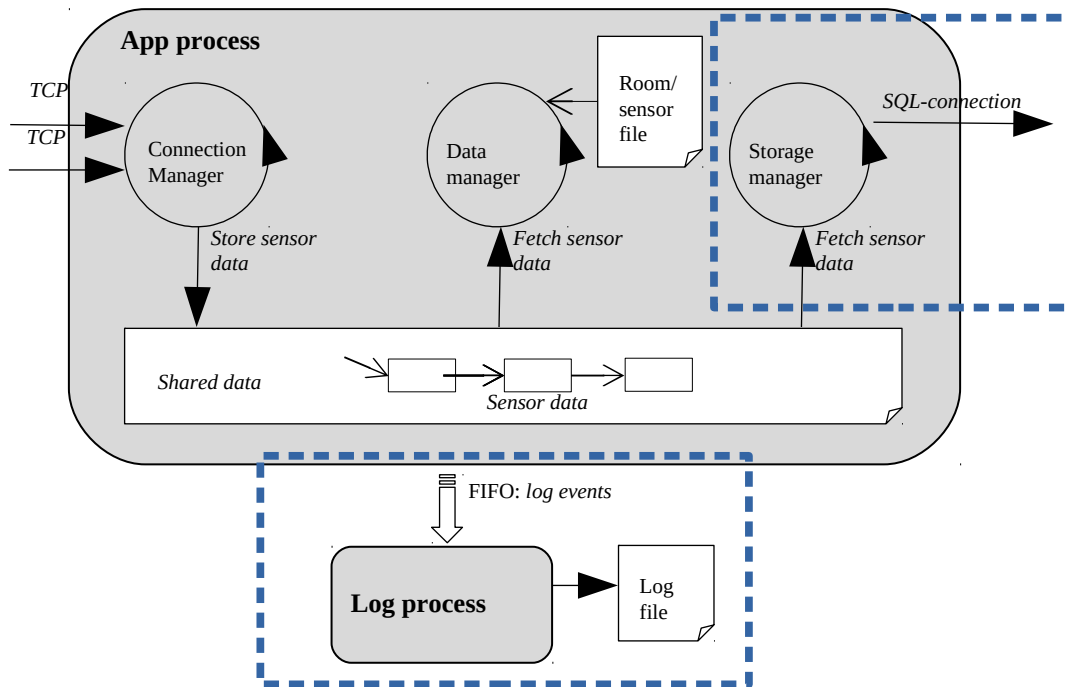 App process
TCP
TCP
Connection
Manager
Data
manager
Room/
sensor
file
Storage
manager
SQL-connection
Store sensor
data
Fetch sensor
data
Fetch sensor
data
Shared data
Sensor data
FIFO: log events
Log process
Log
file